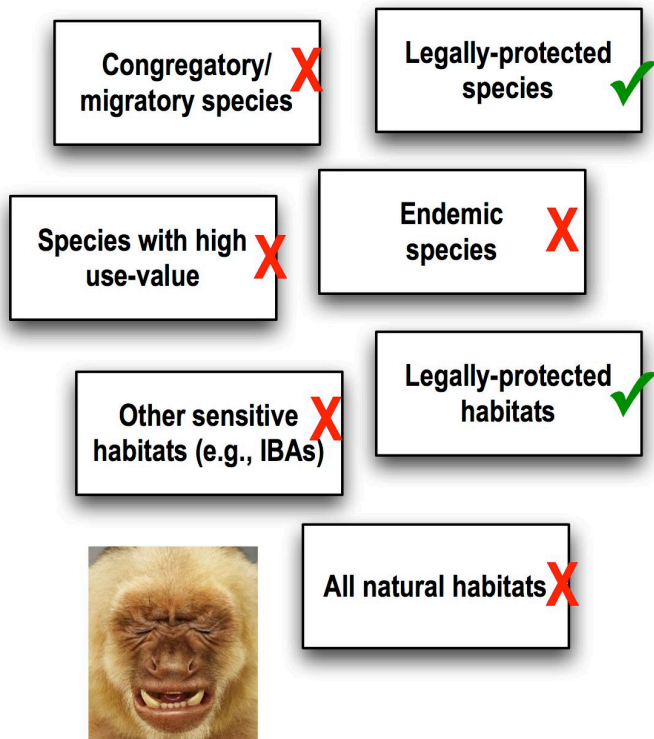 Congregatory/
migratory species
Legally-protected
species
Species with high
use-value
Endemic
species
Legally-protected
habitats
Other sensitive
habitats (e.g., IBAs)
All natural habitats